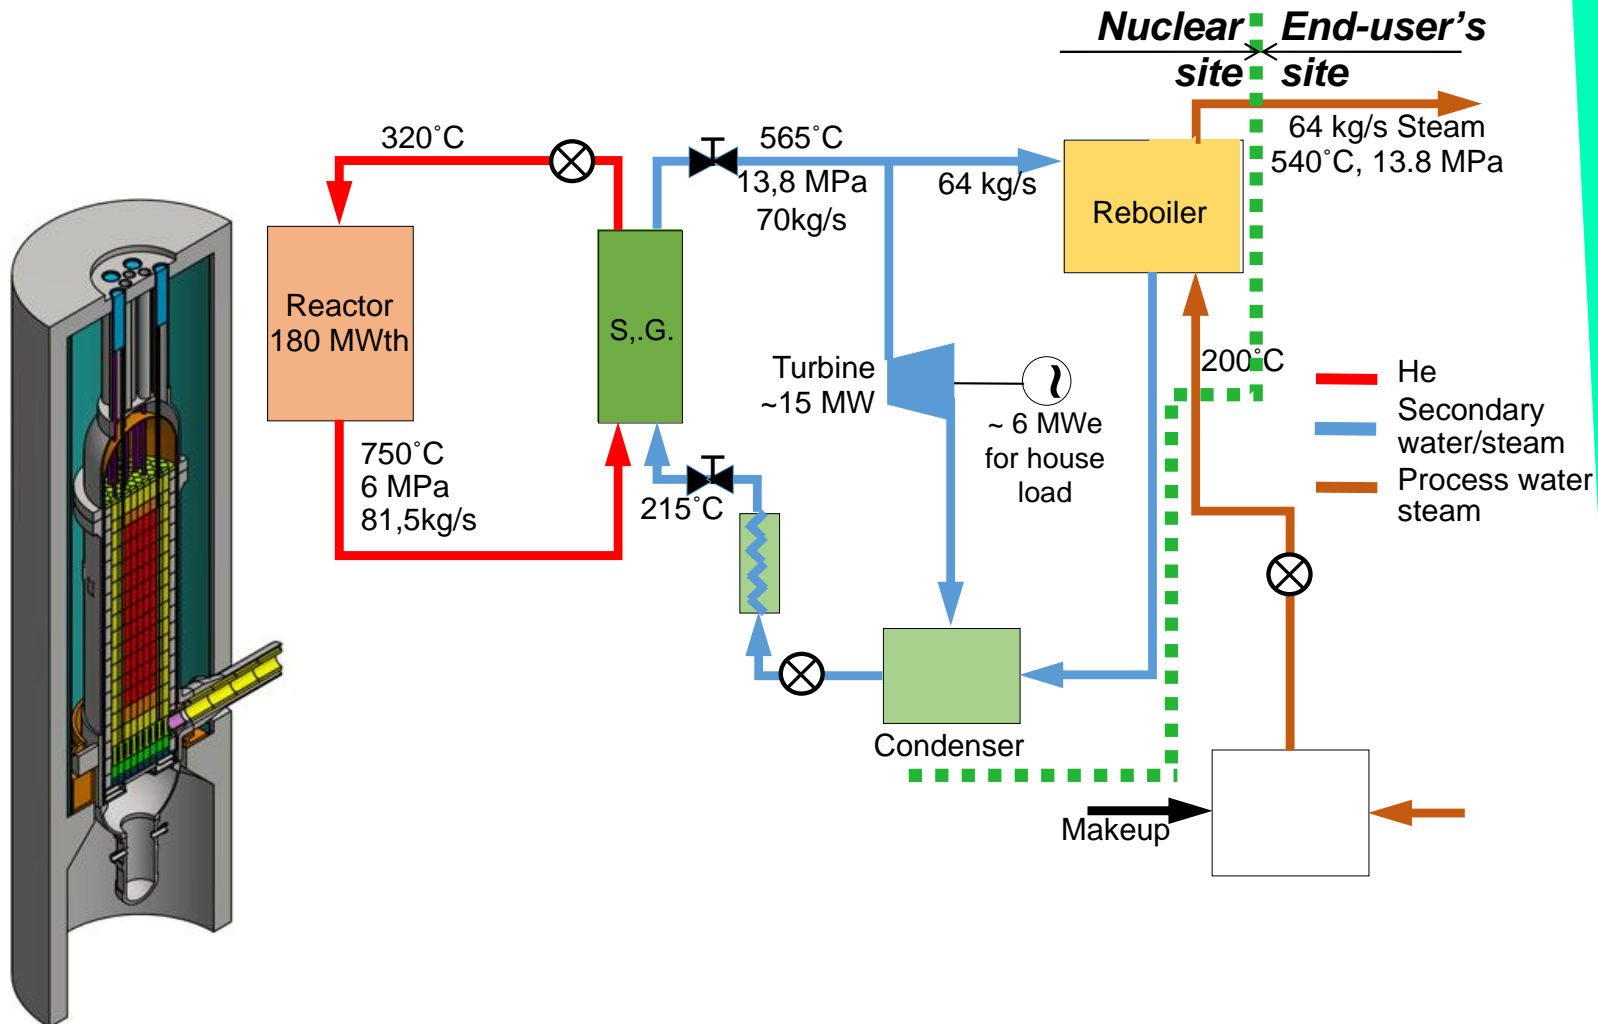 Nuclear End-user's
site site
320˚C
565˚C
13,8 MPa
70kg/s
64 kg/s
64 kg/s Steam
540˚C, 13.8 MPa
Reboiler
Reactor
180 MWth
S,.G.
Turbine
~15 MW
200˚C
~ 6 MWe
for house
load
He
Secondary
water/steam
Process water
steam
750˚C
6 MPa
81,5kg/s
215˚C
Condenser
Makeup